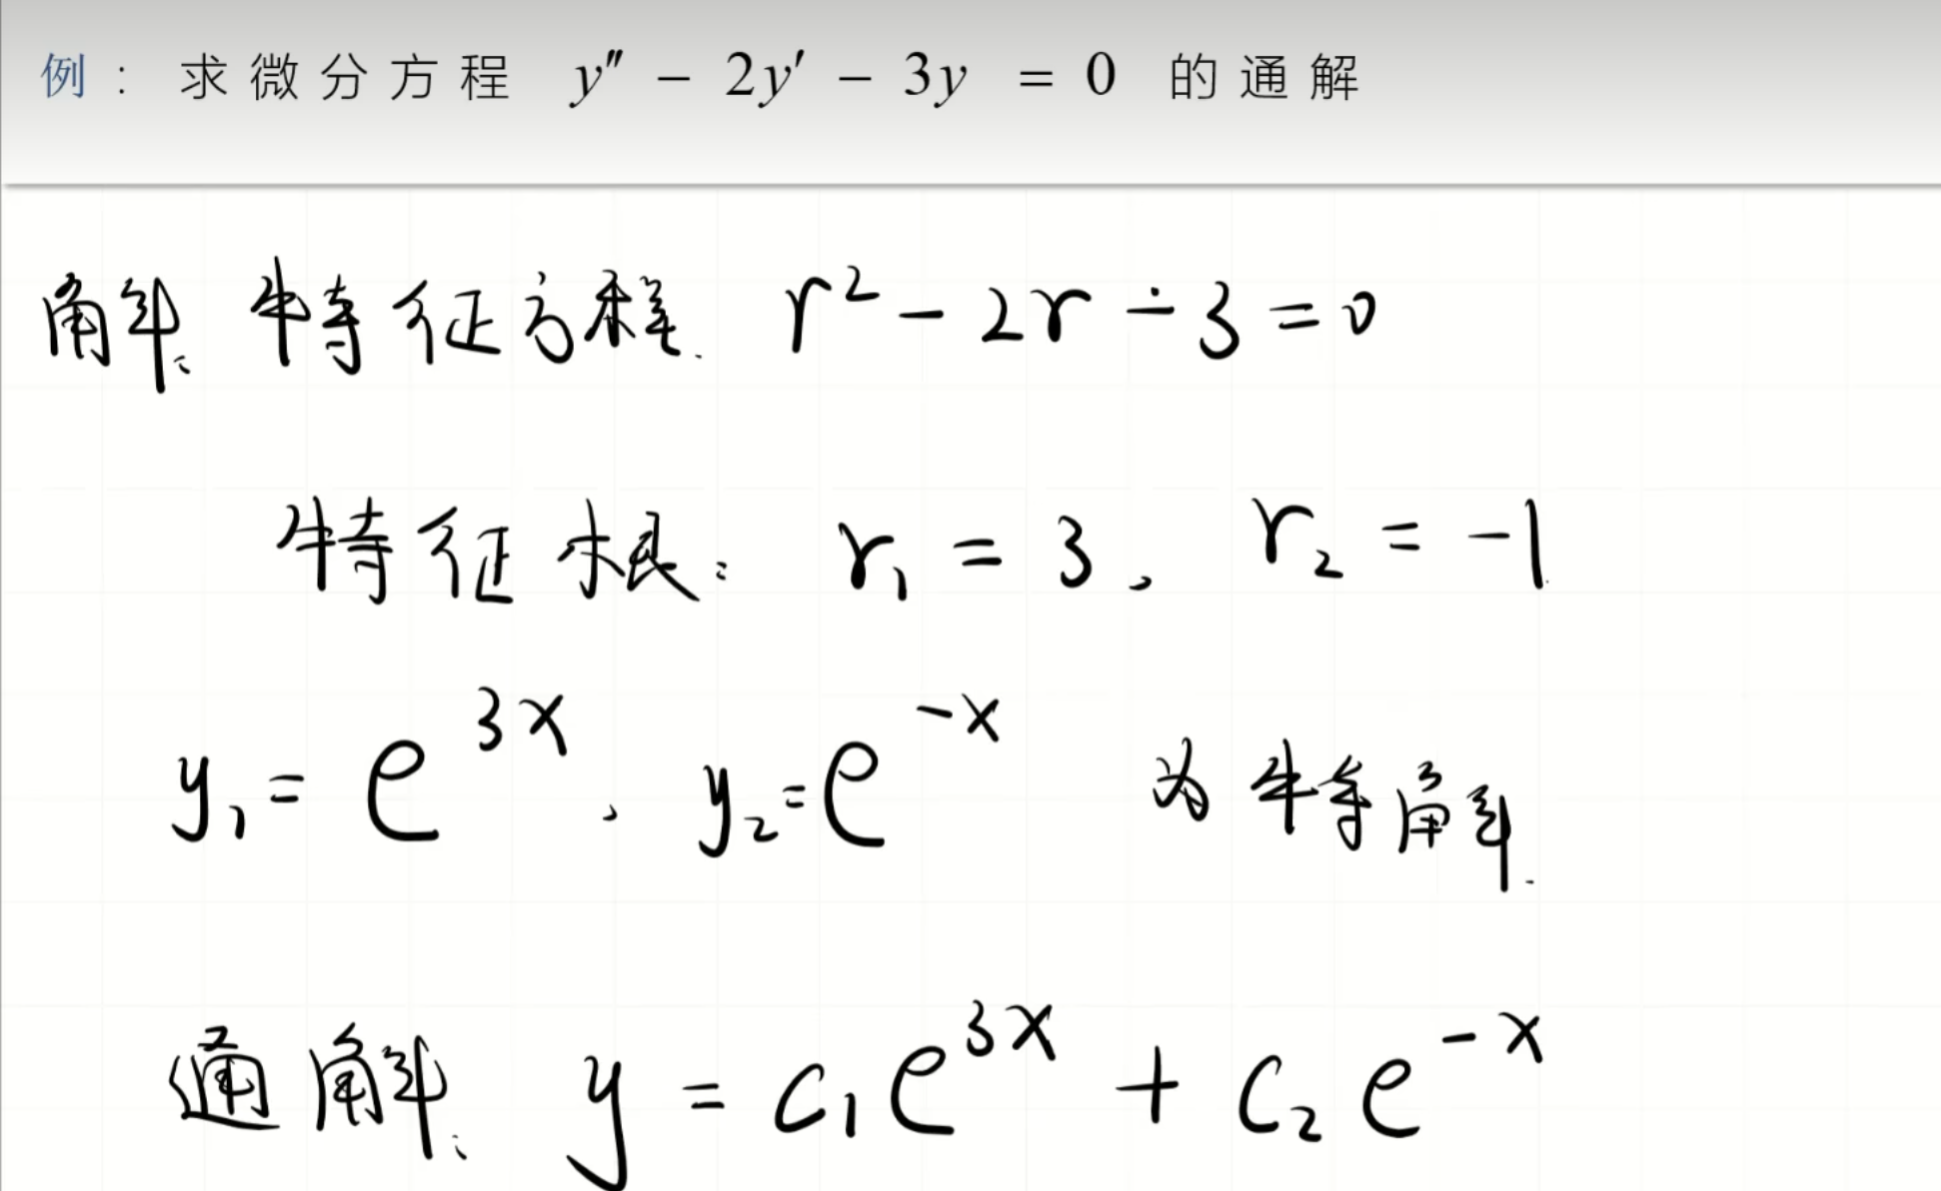 例：求微分方程 y″ − 2y′ − 3y = 0 的通解
解：特征方程. r² − 2r − 3 = 0
特征根：r₁ = 3, r₂ = −1
y₁ = e^{3x}, y₂ = e^{−x} 为特解.
通解：y = c₁e^{3x} + c₂e^{−x}